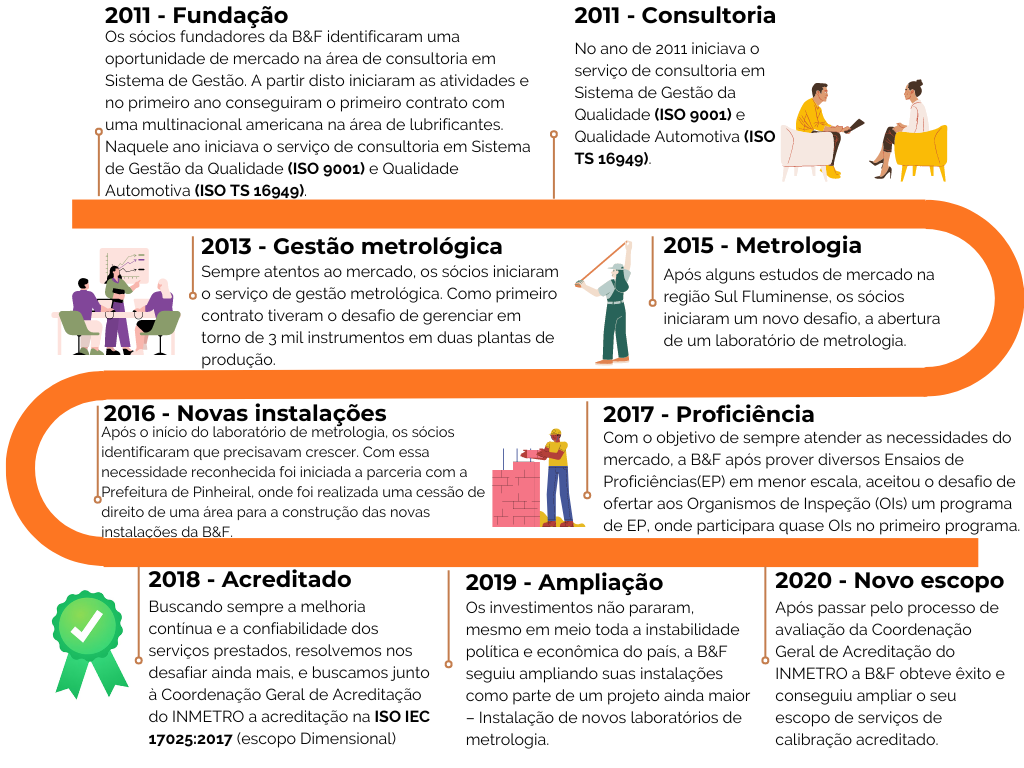 2011 - Fundação
Os sócios fundadores da B&F identificaram uma
oportunidade de mercado na área de consultoria em
Sistema de Gestão. A partir disto iniciaram as atividades e
no primeiro ano conseguiram o primeiro contrato com
uma multinacional americana na área de lubrificantes.
Naquele ano iniciava o serviço de consultoria em Sistema
de Gestão da Qualidade (ISO 9001) e Qualidade
Automotiva (ISO TS 16949).
2011 - Consultoria
No ano de 2011 iniciava o
serviço de consultoria em
Sistema de Gestão da
Qualidade (ISO 9001) e
Qualidade Automotiva (ISO
TS 16949).
2013 - Gestão metrológica
Sempre atentos ao mercado, os sócios iniciaram
o serviço de gestão metrológica. Como primeiro
contrato tiveram o desafio de gerenciar em
torno de 3 mil instrumentos em duas plantas de
produção.
2015 - Metrologia
Após alguns estudos de mercado na
região Sul Fluminense, os sócios
iniciaram um novo desafio, a abertura
de um laboratório de metrologia.
2016 - Novas instalações
Após o início do laboratório de metrologia, os sócios
identificaram que precisavam crescer. Com essa
necessidade reconhecida foi iniciada a parceria com a
Prefeitura de Pinheiral, onde foi realizada uma cessão de
direito de uma área para a construção das novas
instalações da B&F.
2017 - Proficiência
Com o objetivo de sempre atender as necessidades do
mercado, a B&F após prover diversos Ensaios de
Proficiências(EP) em menor escala, aceitou o desafio de
ofertar aos Organismos de Inspeção (OIs) um programa
de EP, onde participara quase OIs no primeiro programa.
2018 - Acreditado
Buscando sempre a melhoria
contínua e a confiabilidade dos
serviços prestados, resolvemos nos
desafiar ainda mais, e buscamos junto
à Coordenação Geral de Acreditação
do INMETRO a acreditação na ISO IEC
17025:2017 (escopo Dimensional)
2019 - Ampliação
Os investimentos não pararam,
mesmo em meio toda a instabilidade
política e econômica do país, a B&F
seguiu ampliando suas instalações
como parte de um projeto ainda maior
– Instalação de novos laboratórios de
metrologia.
2020 - Novo escopo
Após passar pelo processo de
avaliação da Coordenação
Geral de Acreditação do
INMETRO a B&F obteve êxito e
conseguiu ampliar o seu
escopo de serviços de
calibração acreditado.